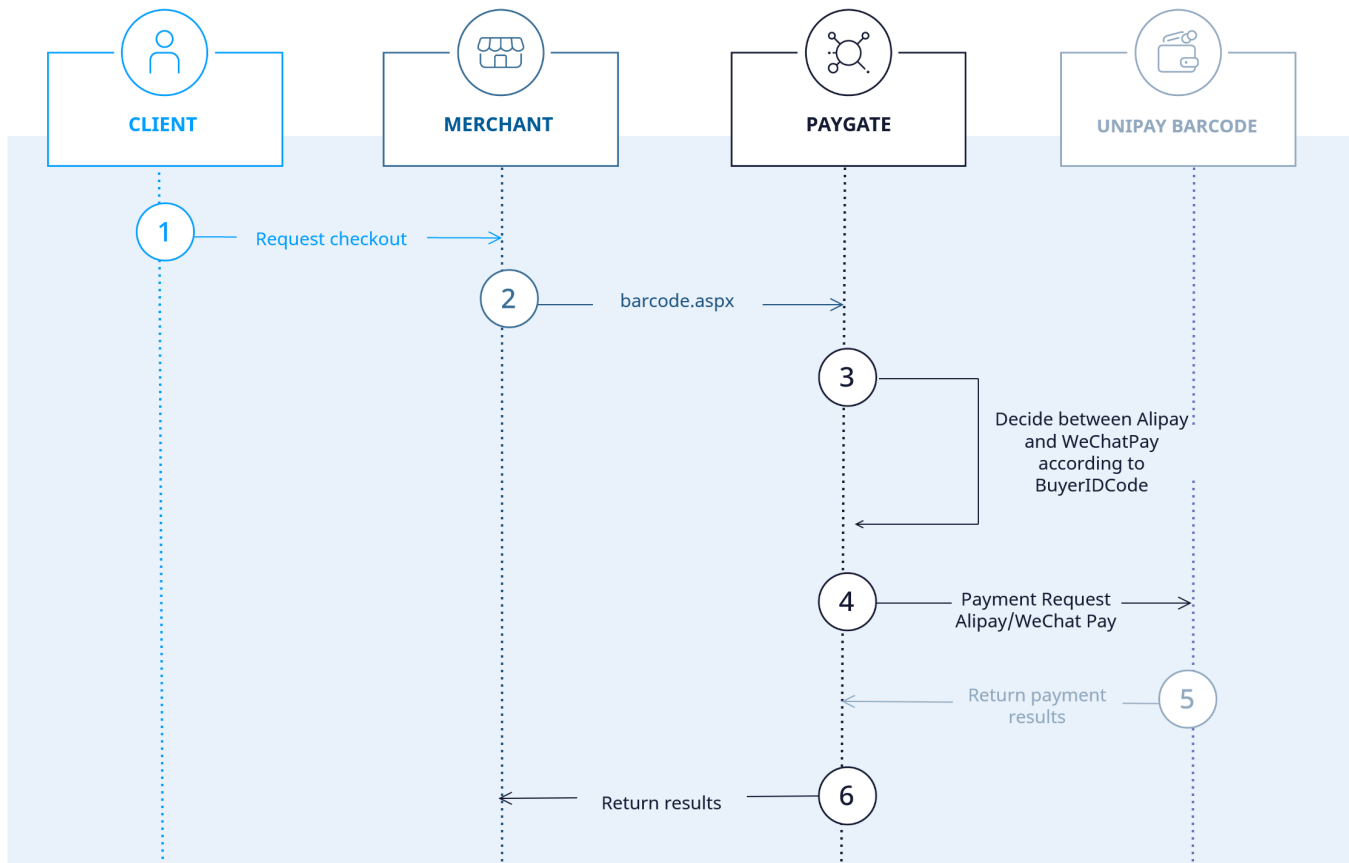 CLIENT
MERCHANT
PAYGATE
UNIPAY BARCODE
1
Request checkout
2
barcode.aspx
3
Decide between Alipay
and WeChatPay
according to
BuyerIDCode
4
Payment Request
Alipay/WeChat Pay
5
Return payment
results
6
Return results